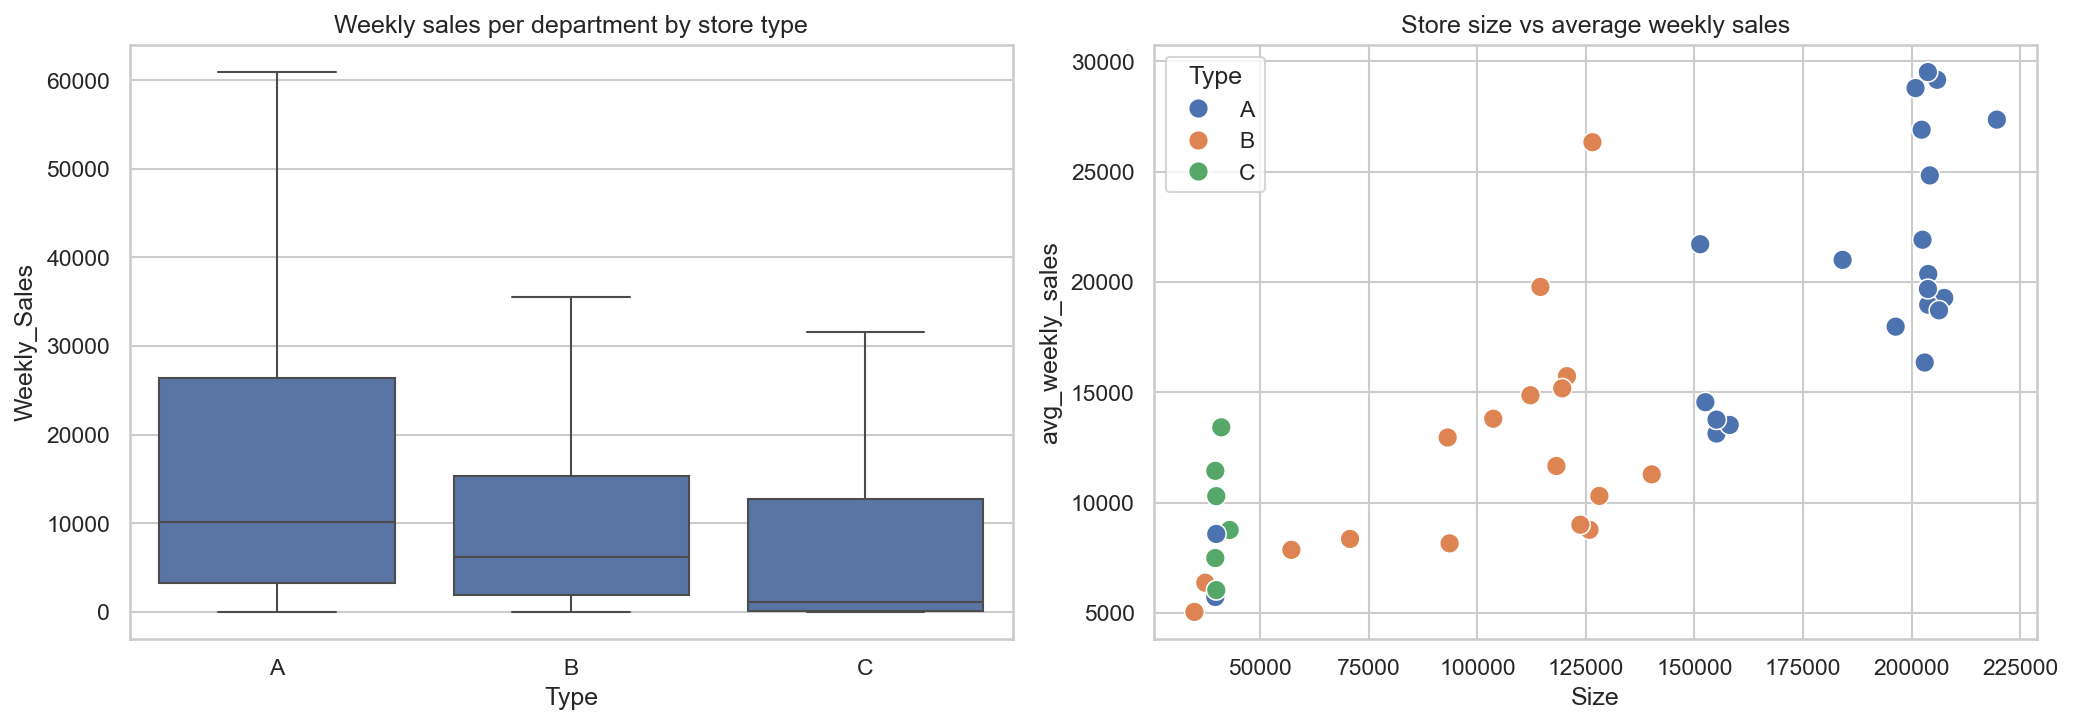 Weekly sales per department by store type
Weekly_Sales
60000
50000
40000
30000
20000
10000
0
A B C
Type
Store size vs average weekly sales
avg_weekly_sales
30000
25000
20000
15000
10000
5000
Type
A
B
C
50000 75000 100000 125000 150000 175000 200000 225000
Size